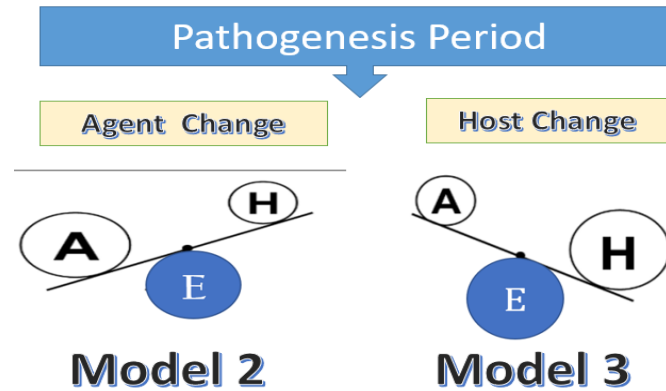 Pathogenesis Period
Agent Change
Host Change
A
H
E
A
H
E
Model 2
Model 3